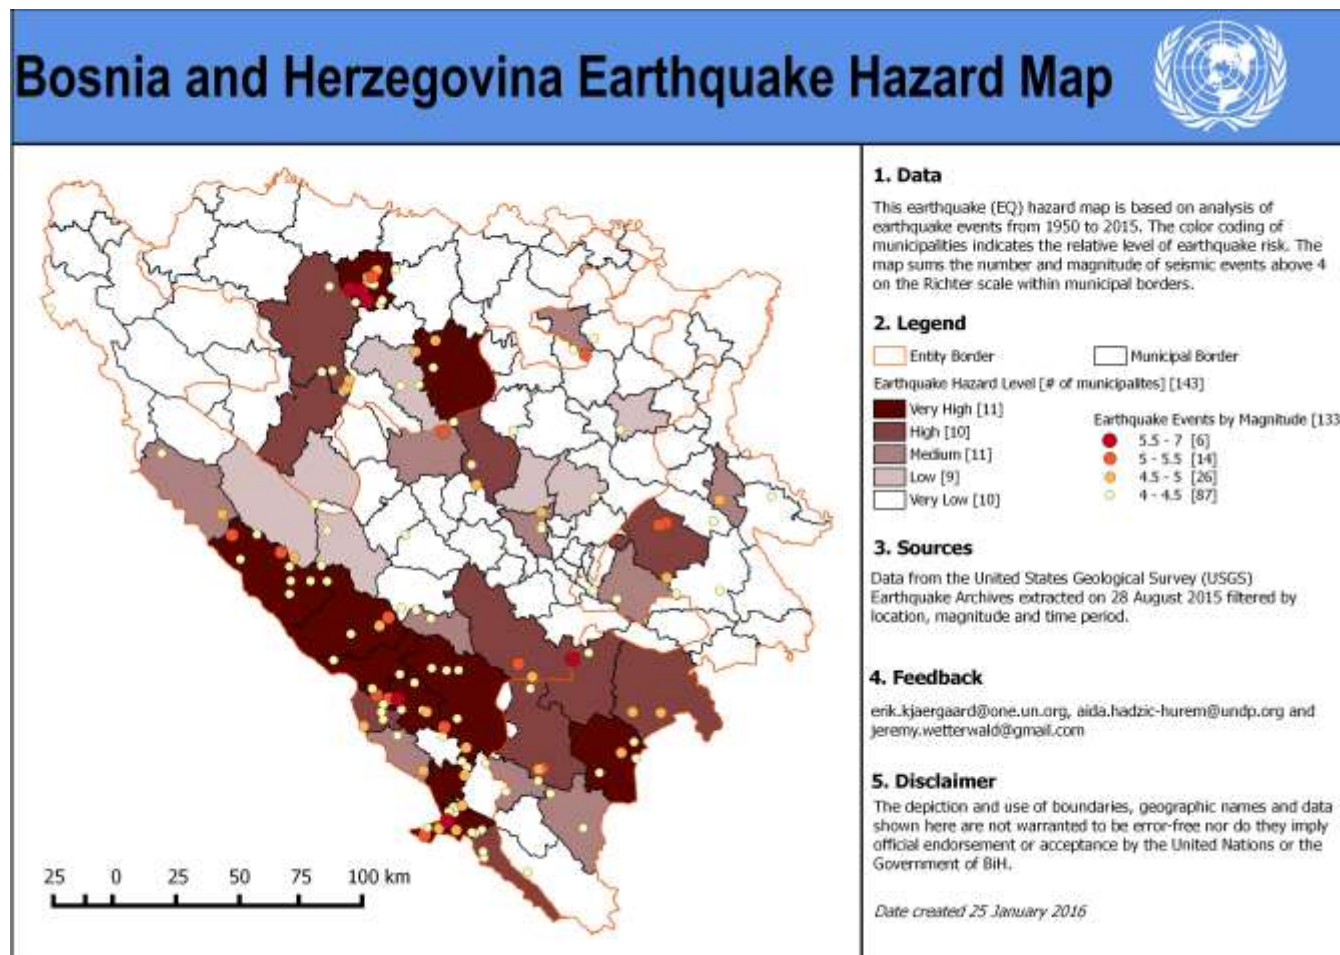 Bosnia and Herzegovina Earthquake Hazard Map
1. Data
This earthquake (EQ) hazard map is based on analysis of
earthquake events from 1950 to 2015. The color coding of
municipalities indicates the relative level of earthquake risk. The
map sums the number and magnitude of seismic events above 4
on the Richter scale within municipal borders.
2. Legend
Entity Border
Municipal Border
Earthquake Hazard Level [# of municipalites] [143]
Very High [11]
High [10]
Medium [11]
Low [9]
Very Low [10]
Earthquake Events by Magnitude [133
5.5 - 7 [6]
5 - 5.5 [14]
4.5 - 5 [26]
4 - 4.5 [87]
3. Sources
Data from the United States Geological Survey (USGS)
Earthquake Archives extracted on 28 August 2015 filtered by
location, magnitude and time period.
4. Feedback
erik.kjaergaard@one.un.org, aida.hadzic-hurem@undp.org and
jeremy.wetterwald@gmail.com
5. Disclaimer
The depiction and use of boundaries, geographic names and data
shown here are not warranted to be error-free nor do they imply
official endorsement or acceptance by the United Nations or the
Government of BiH.
Date created 25 January 2016
25 0 25 50 75 100 km